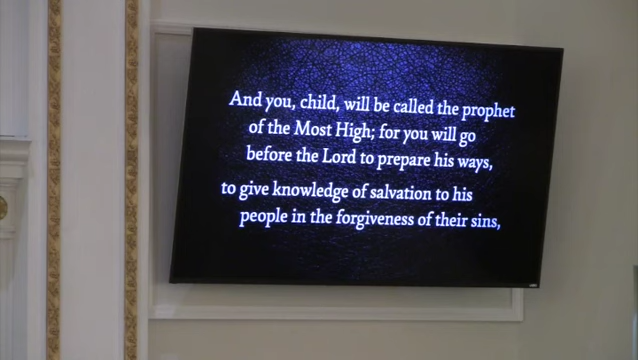 And you, child, will be called the prophet
of the Most High; for you will go
before the Lord to prepare his ways,
to give knowledge of salvation to his
people in the forgiveness of their sins,